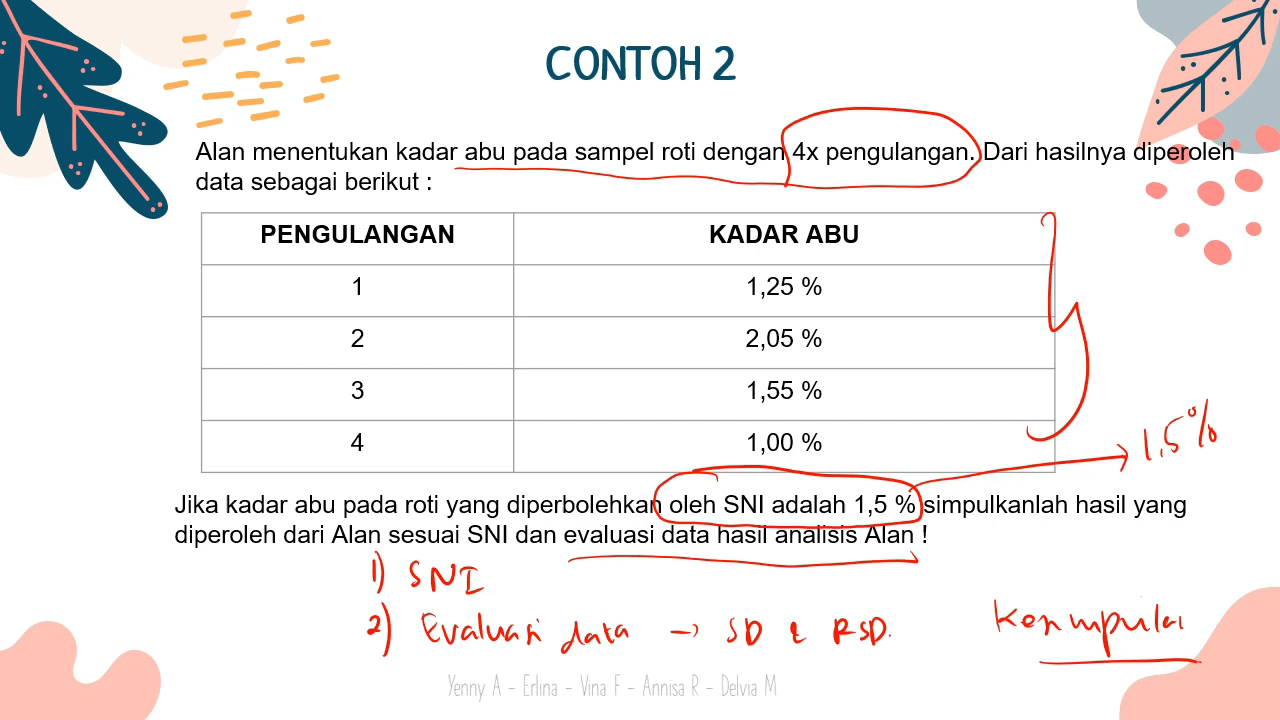 CONTOH 2
Alan menentukan kadar abu pada sampel roti dengan 4x pengulangan. Dari hasilnya diperoleh
data sebagai berikut :
PENGULANGAN KADAR ABU
1 1,25 %
2 2,05 %
3 1,55 %
4 1,00 %
1,5%
Jika kadar abu pada roti yang diperbolehkan oleh SNI adalah 1,5 % simpulkanlah hasil yang
diperoleh dari Alan sesuai SNI dan evaluasi data hasil analisis Alan !
1) SNI
2) Evaluasi data → SD & RSD.
Yenny A - Erlina - Vina F - Annisa R - Delvia M